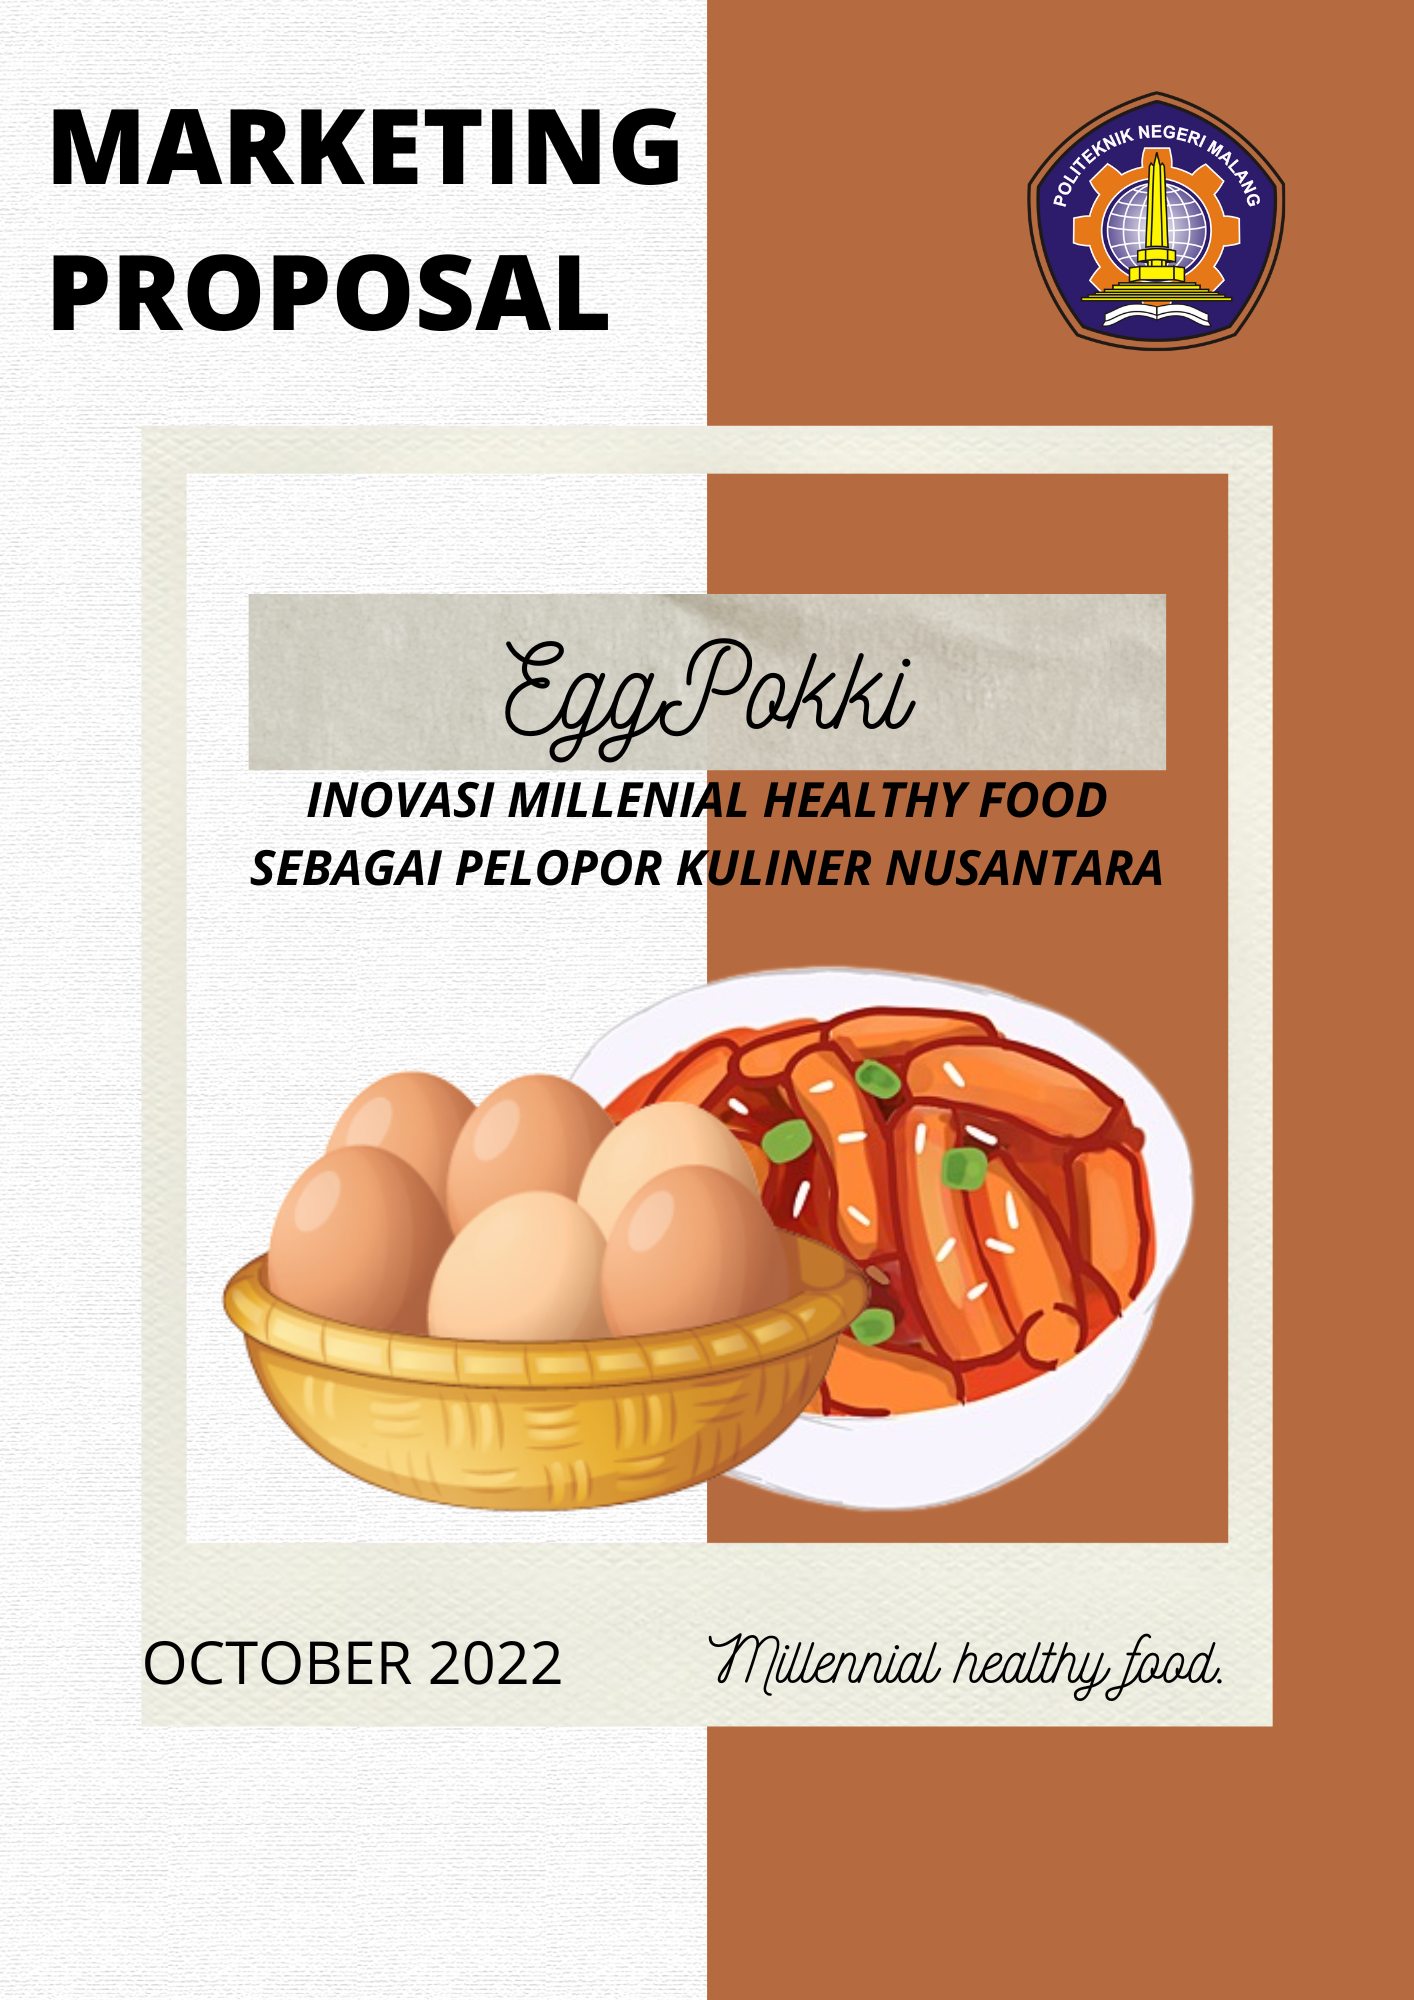 MARKETING
PROPOSAL
POLITEKNIK NEGERI MALANG
EggPokki
INOVASI MILLENIAL HEALTHY FOOD
SEBAGAI PELOPOR KULINER NUSANTARA
OCTOBER 2022
Millennial healthy food.